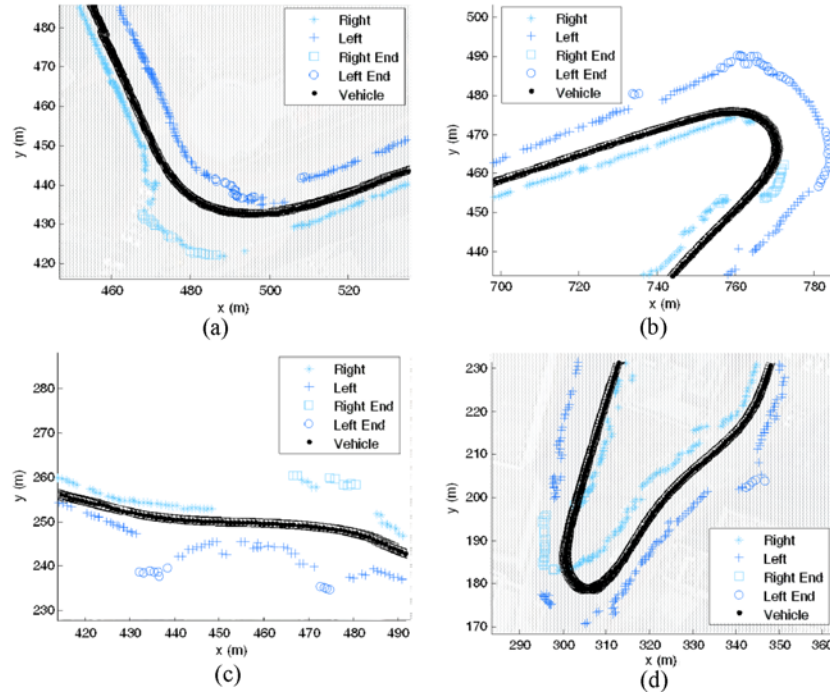 480
470
460
450
440
430
420
y (m)
460
480
500
520
x (m)
Right
Left
Right End
Left End
Vehicle
(a)
500
490
480
470
460
450
440
y (m)
700
720
740
760
780
x (m)
Right
Left
Right End
Left End
Vehicle
(b)
280
270
260
250
240
230
y (m)
420
430
440
450
460
470
480
490
x (m)
Right
Left
Right End
Left End
Vehicle
(c)
230
220
210
200
190
180
170
y (m)
290
300
310
320
330
340
350
x (m)
Right
Left
Right End
Left End
Vehicle
(d)